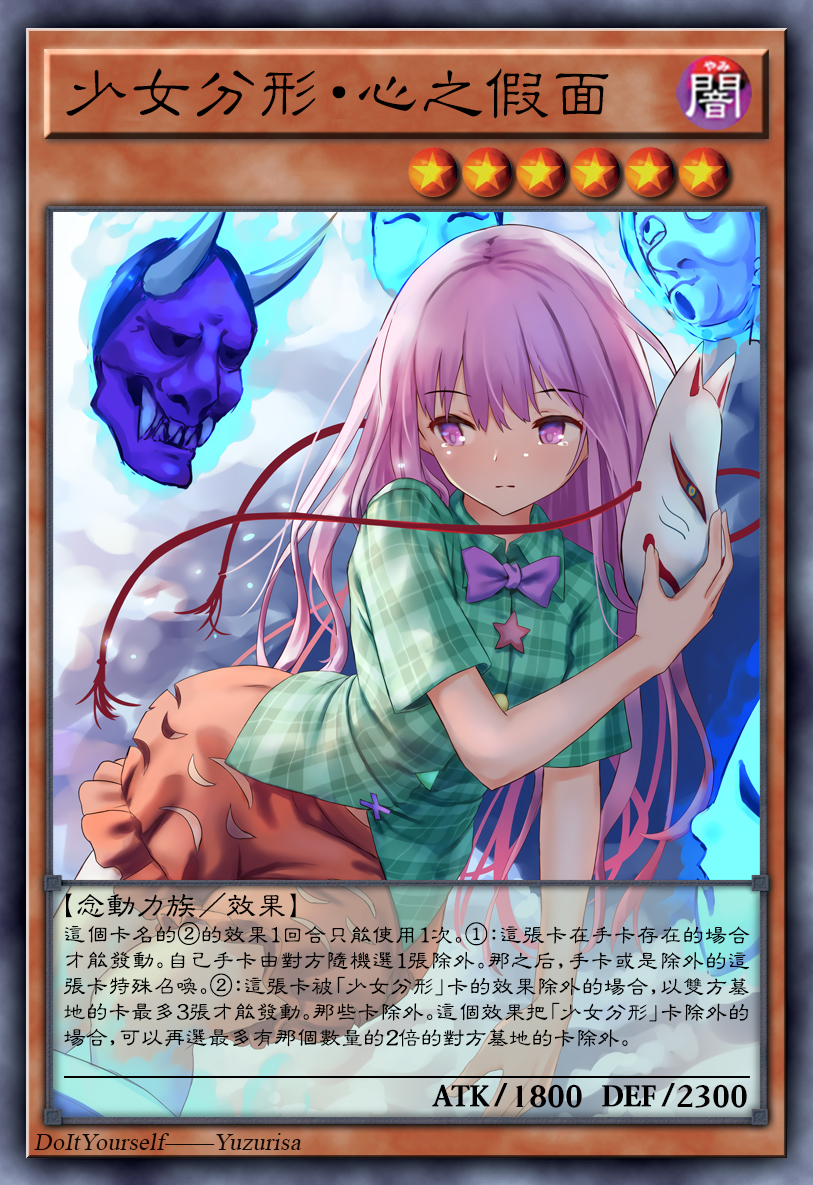 少女分形·心之假面
やみ
闇
【念動力族／效果】
這個卡名的②的效果1回合只能使用1次。①：這張卡在手卡存在的場合
才能發動。自己手卡由對方隨機選1張除外。那之后，手卡或是除外的這
張卡特殊召喚。②：這張卡被「少女分形」卡的效果除外的場合，以雙方墓
地的卡最多3張才能發動。那些卡除外。這個效果把「少女分形」卡除外的
場合，可以再選最多有那個數量的2倍的對方墓地的卡除外。
ATK/1800 DEF/2300
DoItYourself——Yuzurisa